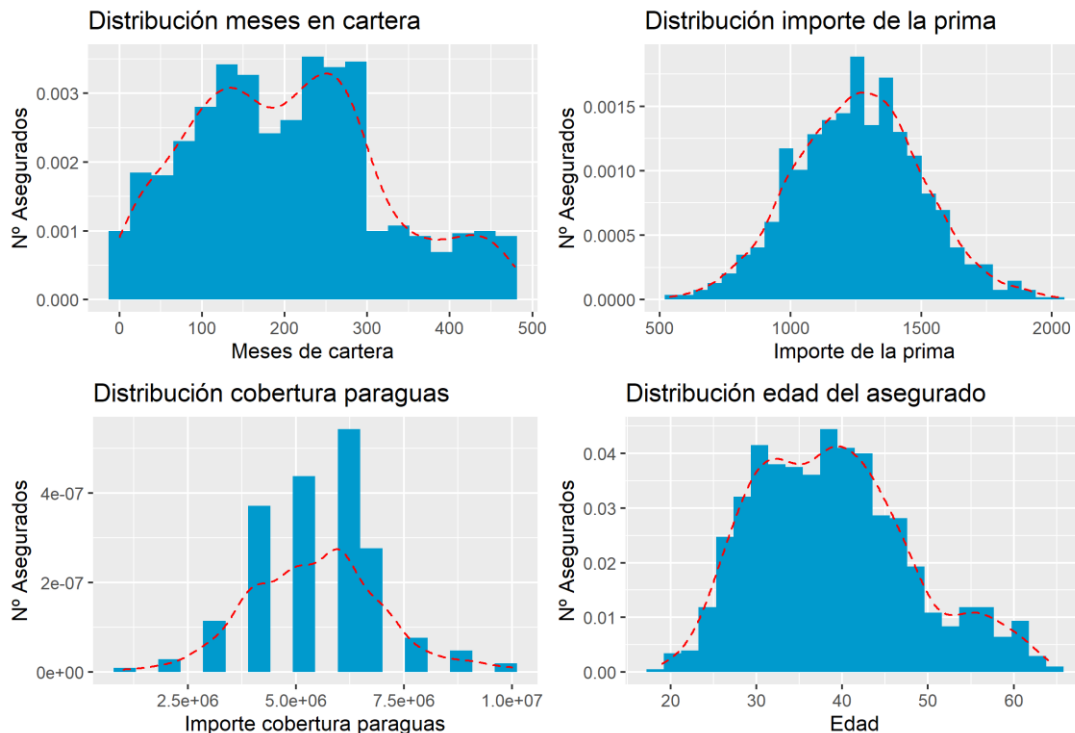 Distribución meses en cartera
Nº Asegurados
0.003
0.002
0.001
0.000
0
100
200
300
400
500
Meses de cartera
Distribución importe de la prima
Nº Asegurados
0.0015
0.0010
0.0005
0.0000
500
1000
1500
2000
Importe de la prima
Distribución cobertura paraguas
Nº Asegurados
4e-07
2e-07
0e+00
2.5e+06
5.0e+06
7.5e+06
1.0e+07
Importe cobertura paraguas
Distribución edad del asegurado
Nº Asegurados
0.04
0.03
0.02
0.01
0.00
20
30
40
50
60
Edad